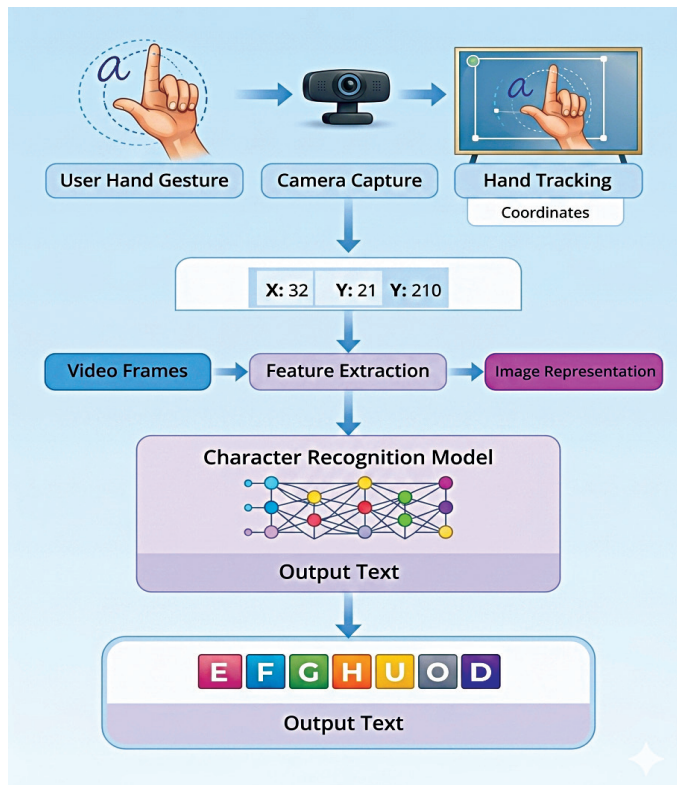 a
a
User Hand Gesture
Camera Capture
Hand Tracking
Coordinates
X: 32 Y: 21 Y: 210
Video Frames
Feature Extraction
Image Representation
Character Recognition Model
Output Text
E F G H U O D
Output Text